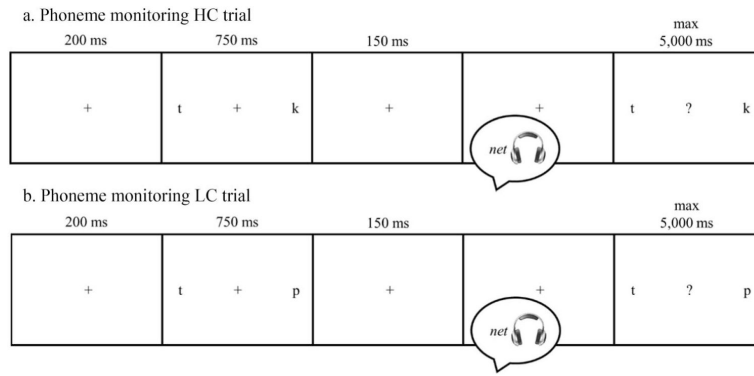 a. Phoneme monitoring HC trial
max
200 ms 750 ms 150 ms 5,000 ms
+ t + k + + t ? k
net
b. Phoneme monitoring LC trial
max
200 ms 750 ms 150 ms 5,000 ms
+ t + p + + t ? p
net